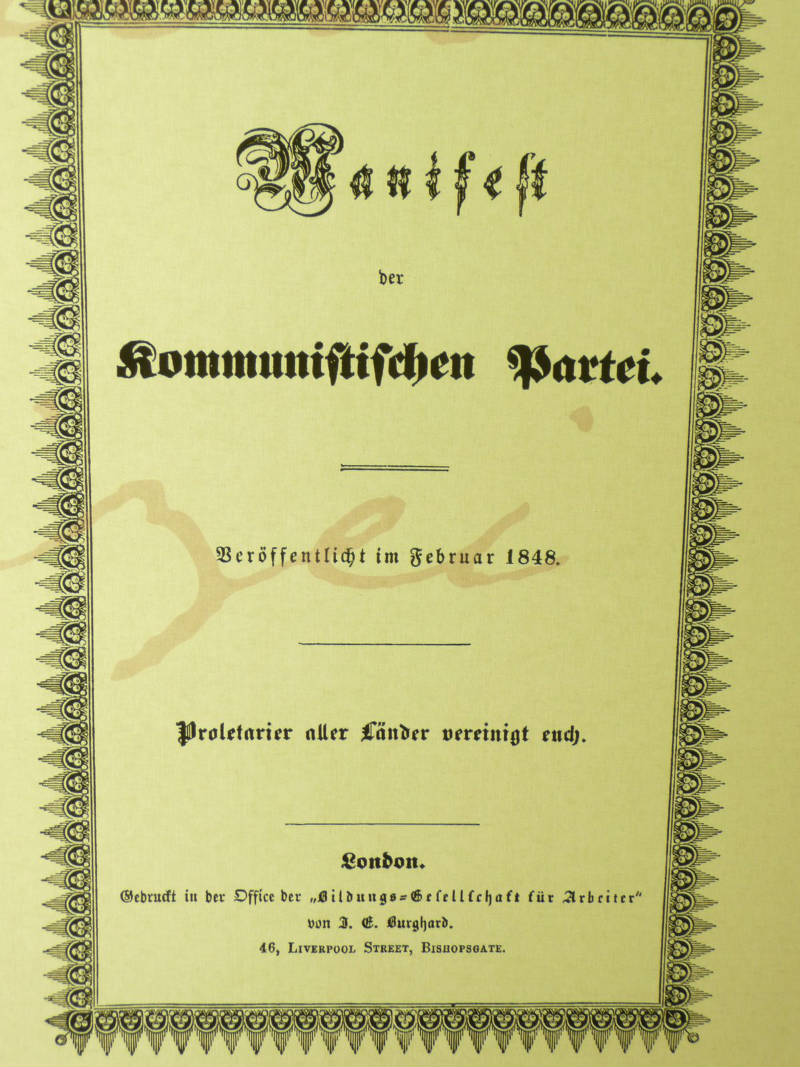 Manifest
der
Kommunistischen Partei.
Veröffentlicht im Februar 1848.
Proletarier aller Länder vereinigt euch.
London.
Gedruckt in der Office der „Bildungs=Gesellschaft für Arbeiter“
von J. E. Burghard.
46, LIVERPOOL STREET, BISHOPSGATE.